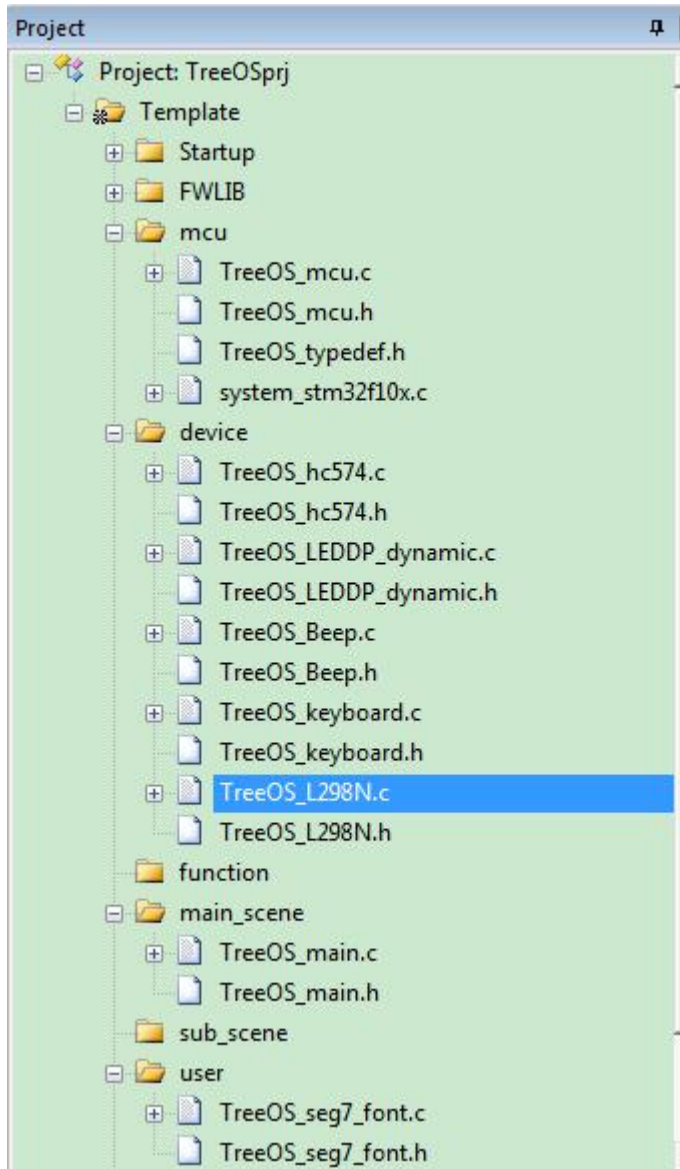 Project
Project: TreeOSprj
Template
Startup
FWLIB
mcu
TreeOS_mcu.c
TreeOS_mcu.h
TreeOS_typedef.h
system_stm32f10x.c
device
TreeOS_hc574.c
TreeOS_hc574.h
TreeOS_LEDDP_dynamic.c
TreeOS_LEDDP_dynamic.h
TreeOS_Beep.c
TreeOS_Beep.h
TreeOS_keyboard.c
TreeOS_keyboard.h
TreeOS_L298N.c
TreeOS_L298N.h
function
main_scene
TreeOS_main.c
TreeOS_main.h
sub_scene
user
TreeOS_seg7_font.c
TreeOS_seg7_font.h